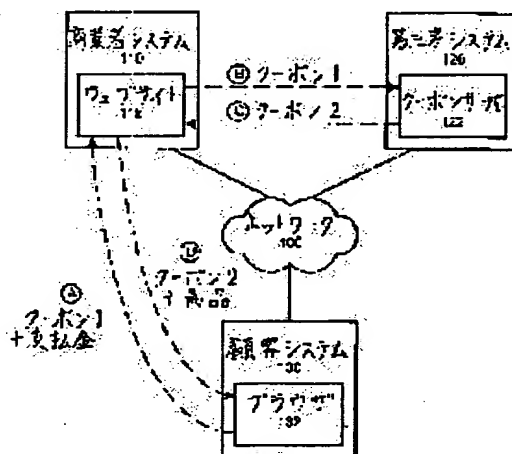 商業者システム
110
ウェブサイト
112
Ⓑ クーポン1
Ⓒ クーポン2
第三者システム
120
クーポンサーバ
122
ネットワーク
100
Ⓓ
クーポン2
+商品
Ⓐ
クーポン1
+支払金
顧客システム
130
ブラウザ
132